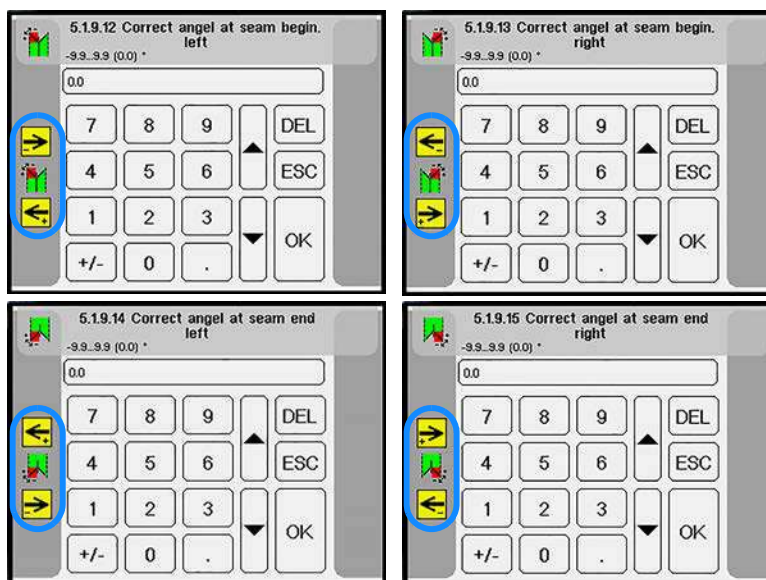 5.1.9.12 Correct angel at seam begin.
left
-9.9...9.9 (0.0) °
0.0
7 8 9 DEL
4 5 6 ESC
1 2 3
OK
+/- 0 .
- 
+
5.1.9.13 Correct angel at seam begin.
right
-9.9...9.9 (0.0) °
0.0
7 8 9 DEL
4 5 6 ESC
1 2 3
OK
+/- 0 .
-
+
5.1.9.14 Correct angel at seam end
left
-9.9...9.9 (0.0) °
0.0
7 8 9 DEL
4 5 6 ESC
1 2 3
OK
+/- 0 .
+
-
5.1.9.15 Correct angel at seam end
right
-9.9...9.9 (0.0) °
0.0
7 8 9 DEL
4 5 6 ESC
1 2 3
OK
+/- 0 .
+
-